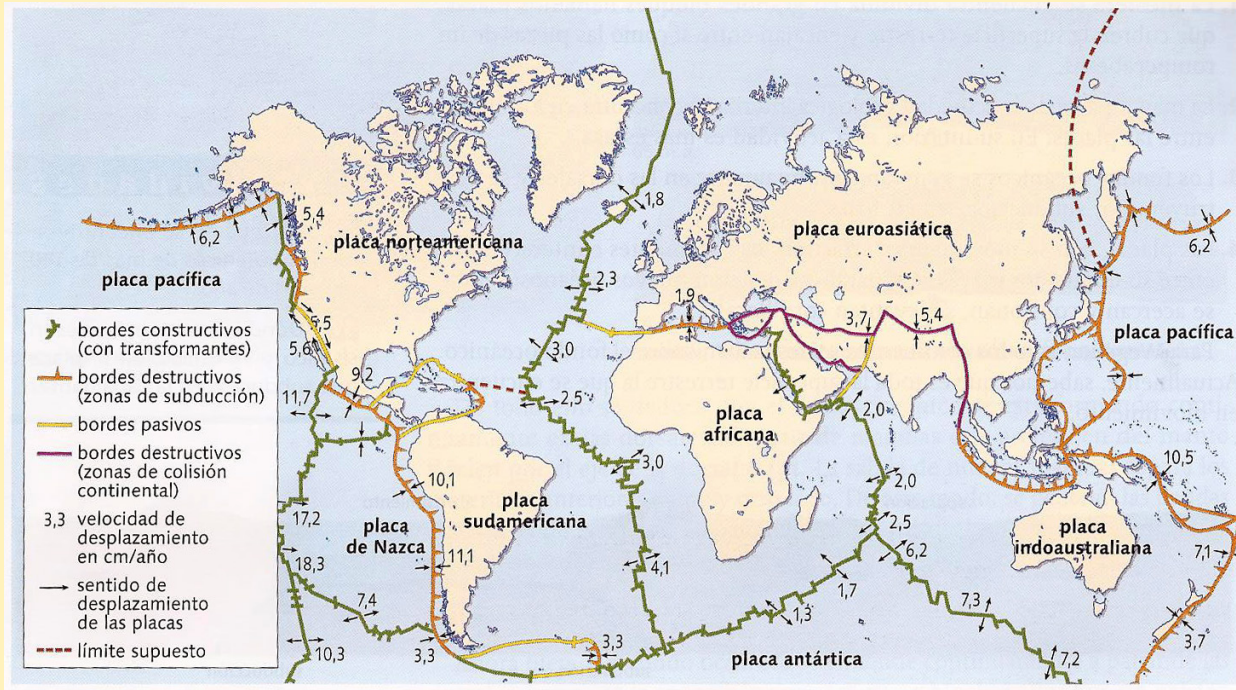 1,8
5,4
6,2
placa norteamericana
placa euroasiática
6,2
placa pacífica
2,3
1,9
3,7
5,4
placa pacífica
bordes constructivos
(con transformantes)
bordes destructivos
(zonas de subducción)
bordes pasivos
bordes destructivos
(zonas de colisión
continental)
3,3 velocidad de
desplazamiento
en cm/año
sentido de
desplazamiento
de las placas
límite supuesto
5,5
5,6
3,0
9,2
11,7
2,5
placa
africana
2,0
3,0
10,5
10,1
2,0
placa
sudamericana
17,2
placa
de Nazca
2,5
placa
indoaustraliana
11,1
6,2
7,1
18,3
4,1
1,7
7,4
1,3
7,3
3,7
10,3
3,3
3,3
placa antártica
7,2